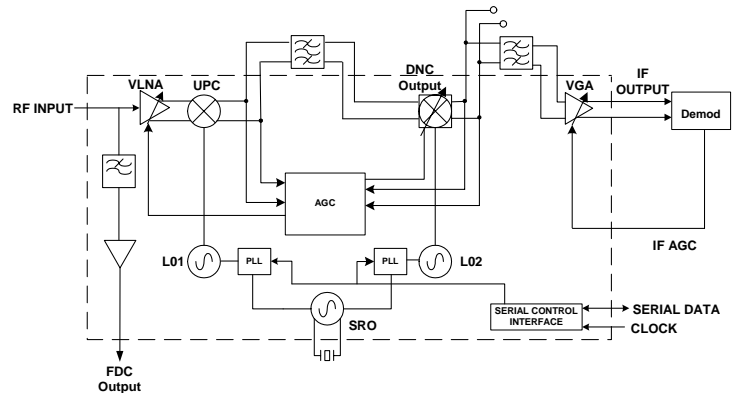 DNC
Output
VLNA
UPC
VGA
IF
OUTPUT
RF INPUT
Demod
AGC
IF AGC
L01
PLL
PLL
L02
SRO
SERIAL CONTROL
INTERFACE
SERIAL DATA
CLOCK
FDC
Output